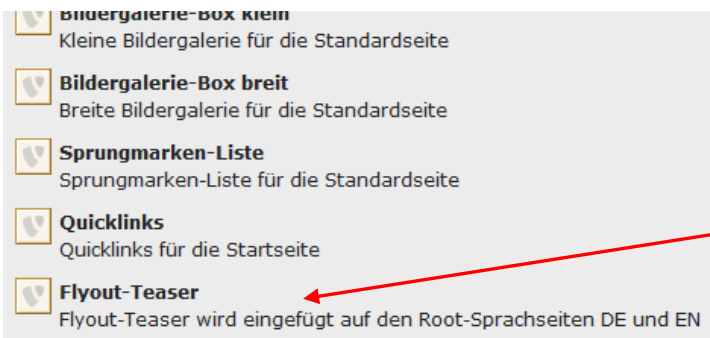 Bildergalerie-Box klein
Kleine Bildergalerie für die Standardseite
Bildergalerie-Box breit
Breite Bildergalerie für die Standardseite
Sprungmarken-Liste
Sprungmarken-Liste für die Standardseite
Quicklinks
Quicklinks für die Startseite
Flyout-Teaser
Flyout-Teaser wird eingefügt auf den Root-Sprachseiten DE und EN